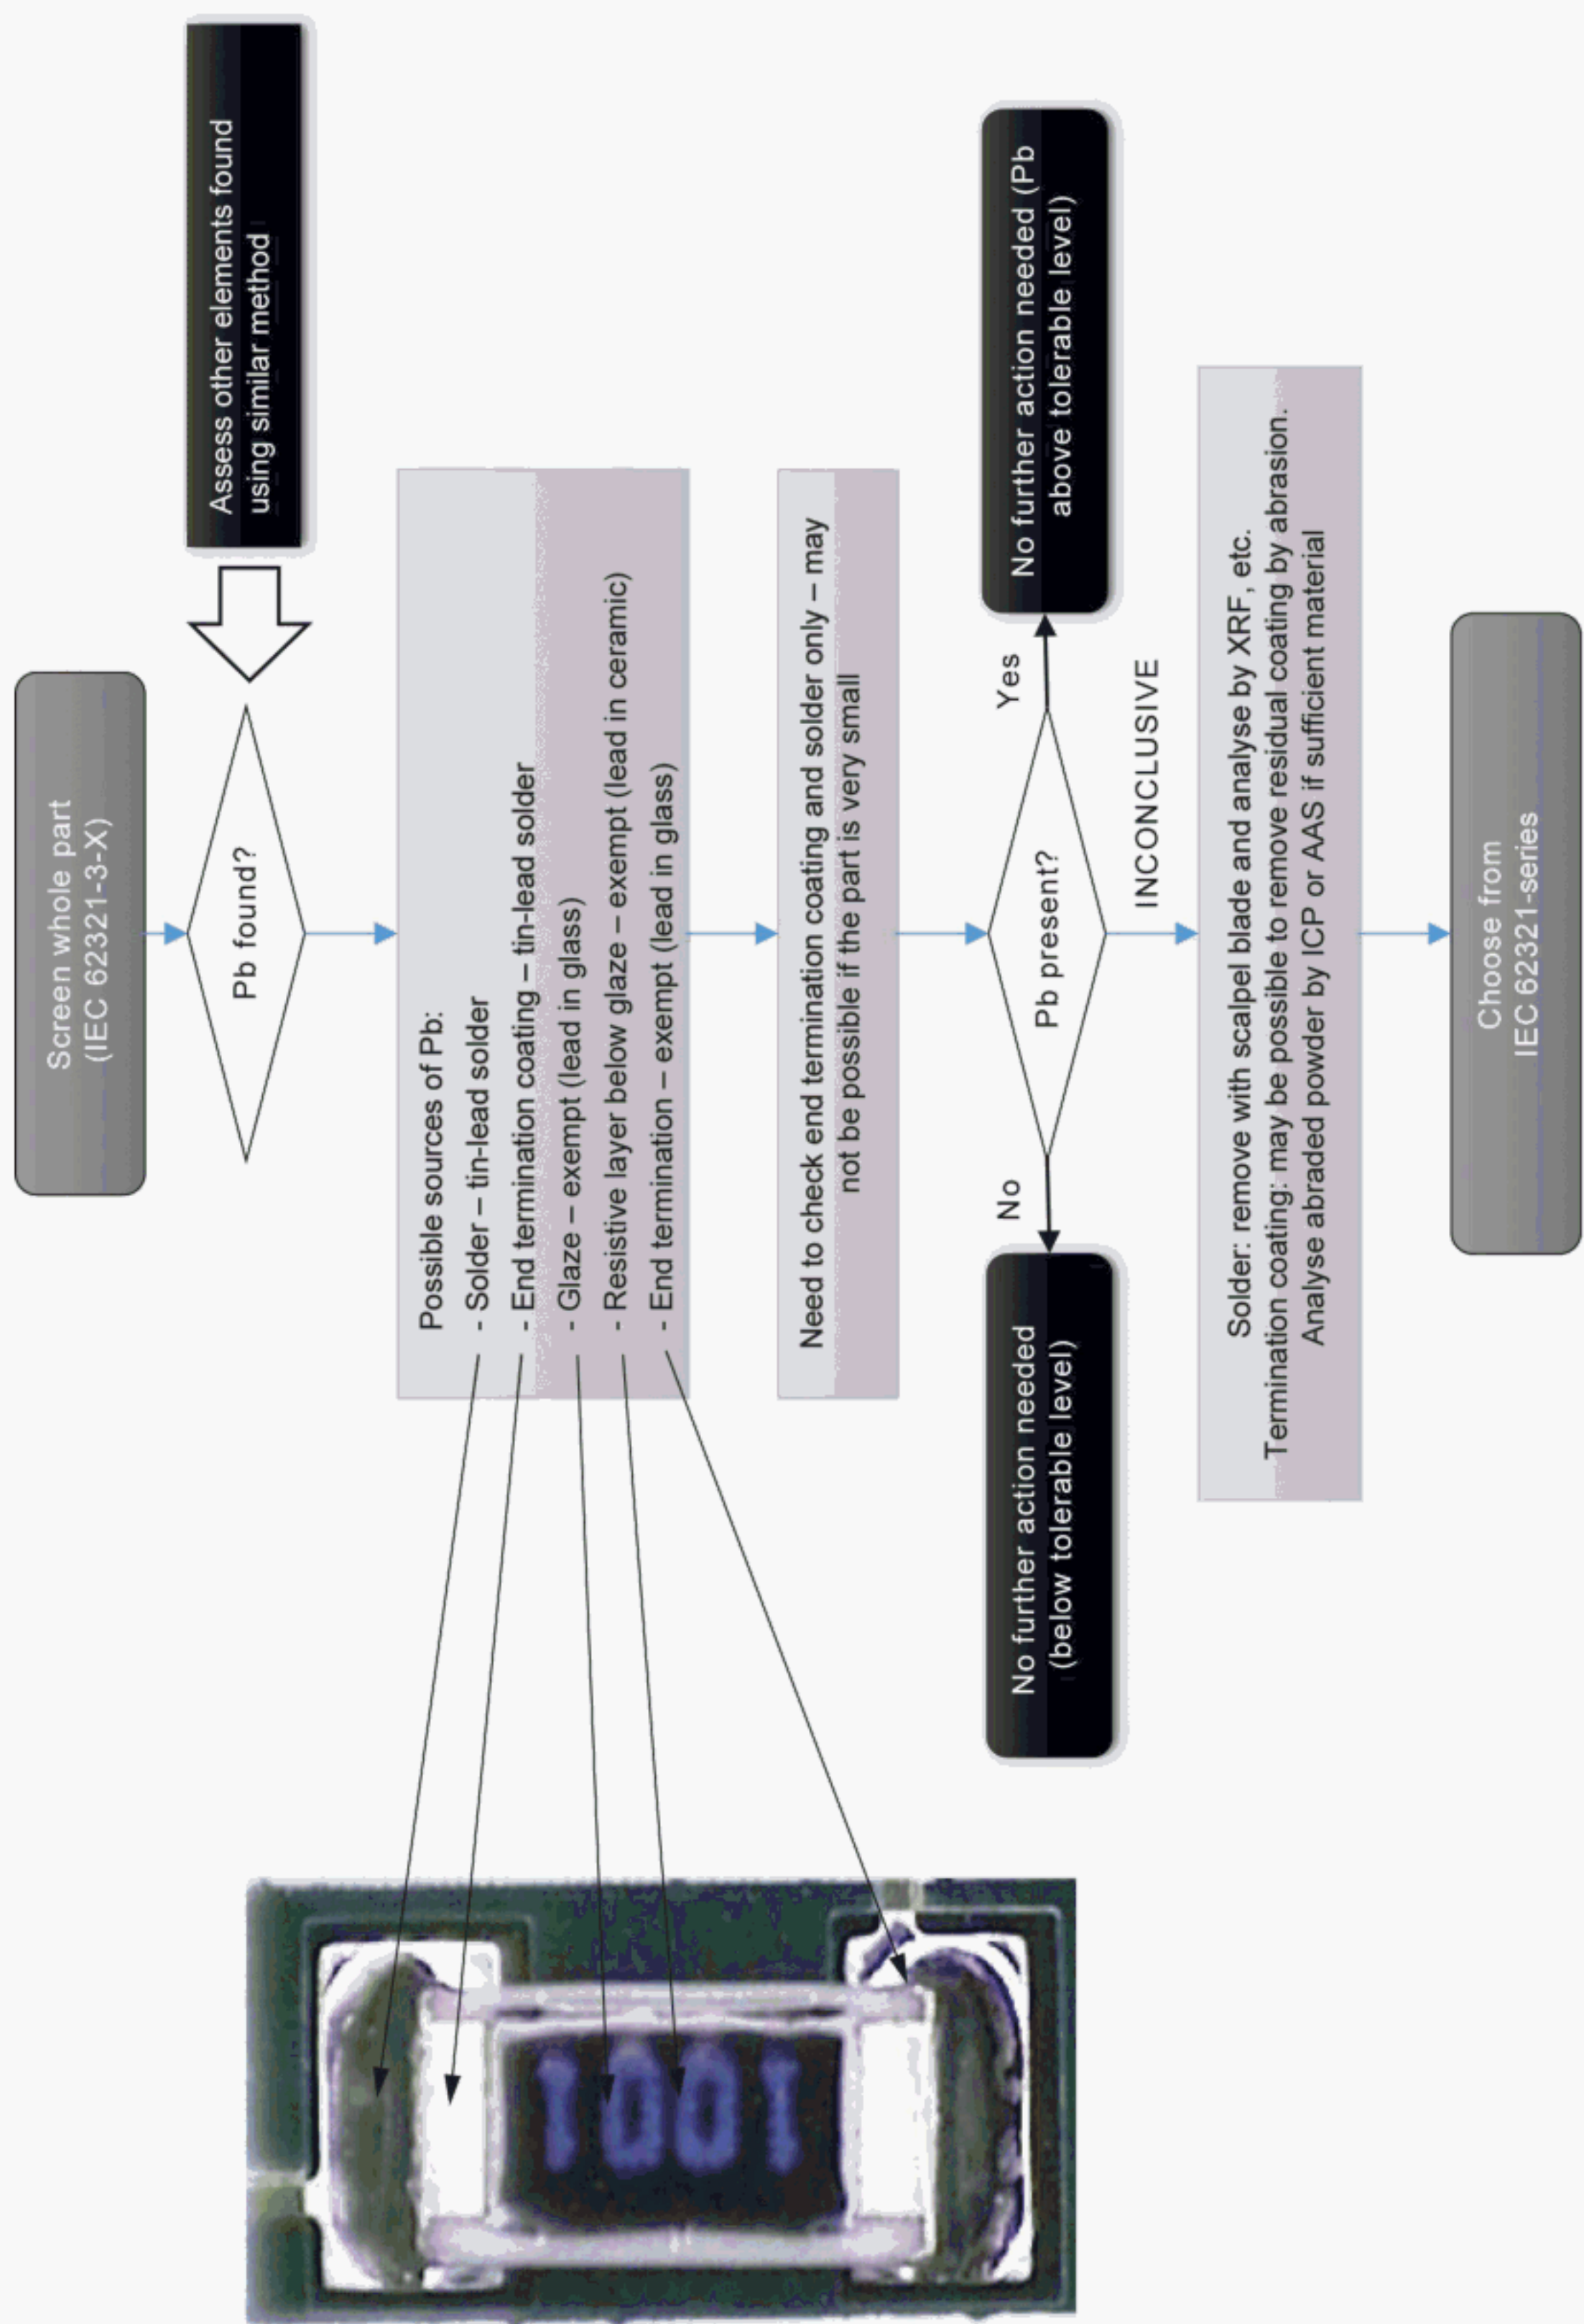 Screen whole part
(IEC 62321-3-X)
Pb found?
Assess other elements found
using similar method
Possible sources of Pb:
- Solder – tin-lead solder
- End termination coating – tin-lead solder
- Glaze – exempt (lead in glass)
- Resistive layer below glaze – exempt (lead in ceramic)
- End termination – exempt (lead in glass)
1001
Need to check end termination coating and solder only – may
not be possible if the part is very small
Pb present?
No
Yes
No further action needed
(below tolerable level)
No further action needed (Pb
above tolerable level)
INCONCLUSIVE
Solder: remove with scalpel blade and analyse by XRF, etc.
Termination coating: may be possible to remove residual coating by abrasion.
Analyse abraded powder by ICP or AAS if sufficient material
Choose from
IEC 62321-series